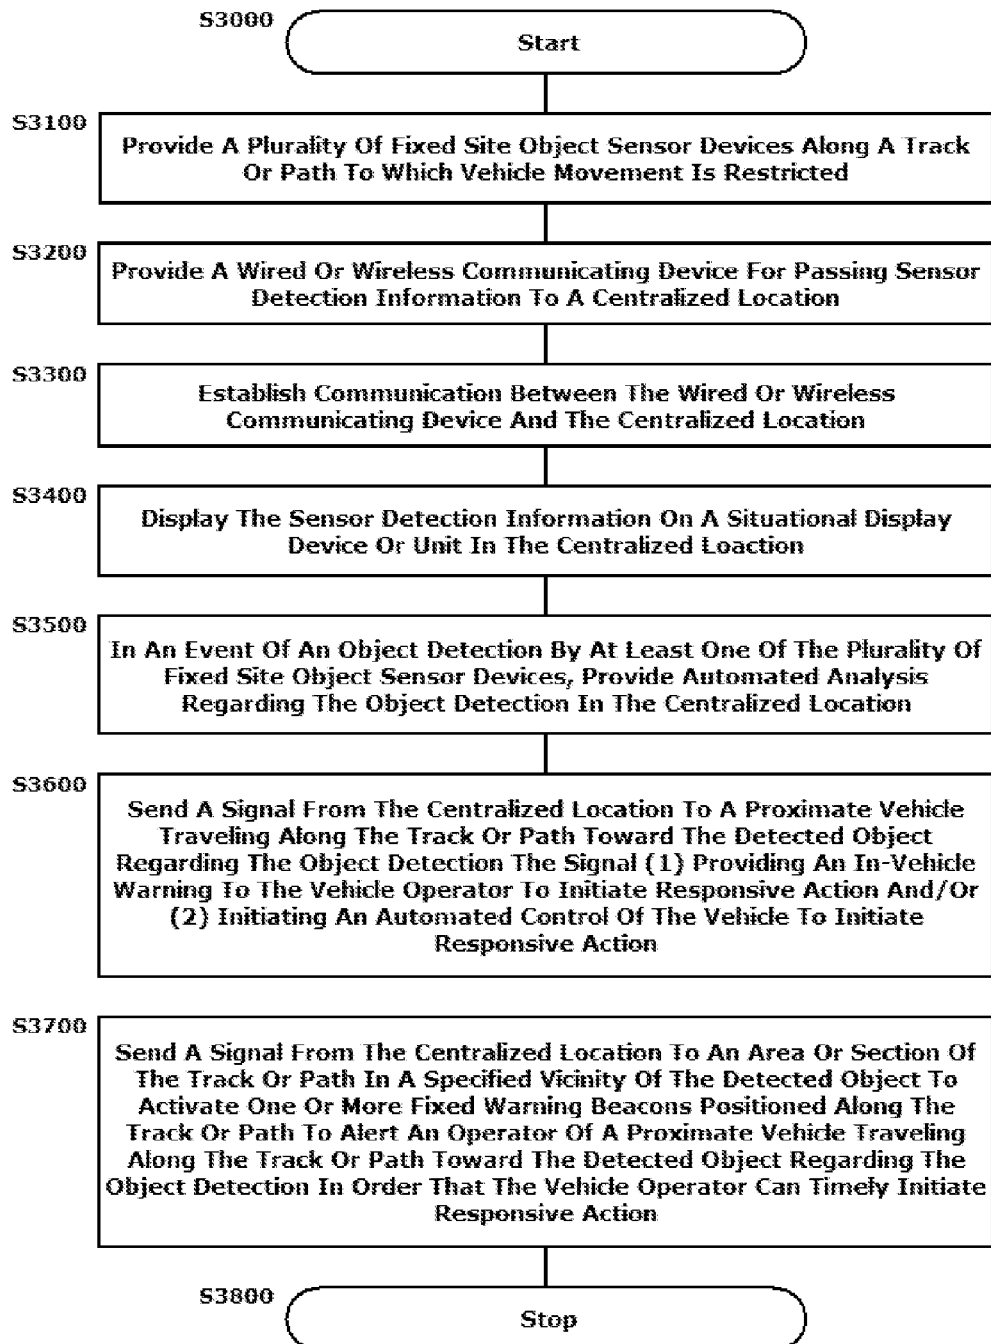 S3000
Start
S3100
Provide A Plurality Of Fixed Site Object Sensor Devices Along A Track
Or Path To Which Vehicle Movement Is Restricted
S3200
Provide A Wired Or Wireless Communicating Device For Passing Sensor
Detection Information To A Centralized Location
S3300
Establish Communication Between The Wired Or Wireless
Communicating Device And The Centralized Location
S3400
Display The Sensor Detection Information On A Situational Display
Device Or Unit In The Centralized Loaction
S3500
In An Event Of An Object Detection By At Least One Of The Plurality Of
Fixed Site Object Sensor Devices, Provide Automated Analysis
Regarding The Object Detection In The Centralized Location
S3600
Send A Signal From The Centralized Location To A Proximate Vehicle
Traveling Along The Track Or Path Toward The Detected Object
Regarding The Object Detection The Signal (1) Providing An In-Vehicle
Warning To The Vehicle Operator To Initiate Responsive Action And/Or
(2) Initiating An Automated Control Of The Vehicle To Initiate
Responsive Action
S3700
Send A Signal From The Centralized Location To An Area Or Section Of
The Track Or Path In A Specified Vicinity Of The Detected Object To
Activate One Or More Fixed Warning Beacons Positioned Along The
Track Or Path To Alert An Operator Of A Proximate Vehicle Traveling
Along The Track Or Path Toward The Detected Object Regarding The
Object Detection In Order That The Vehicle Operator Can Timely Initiate
Responsive Action
S3800
Stop